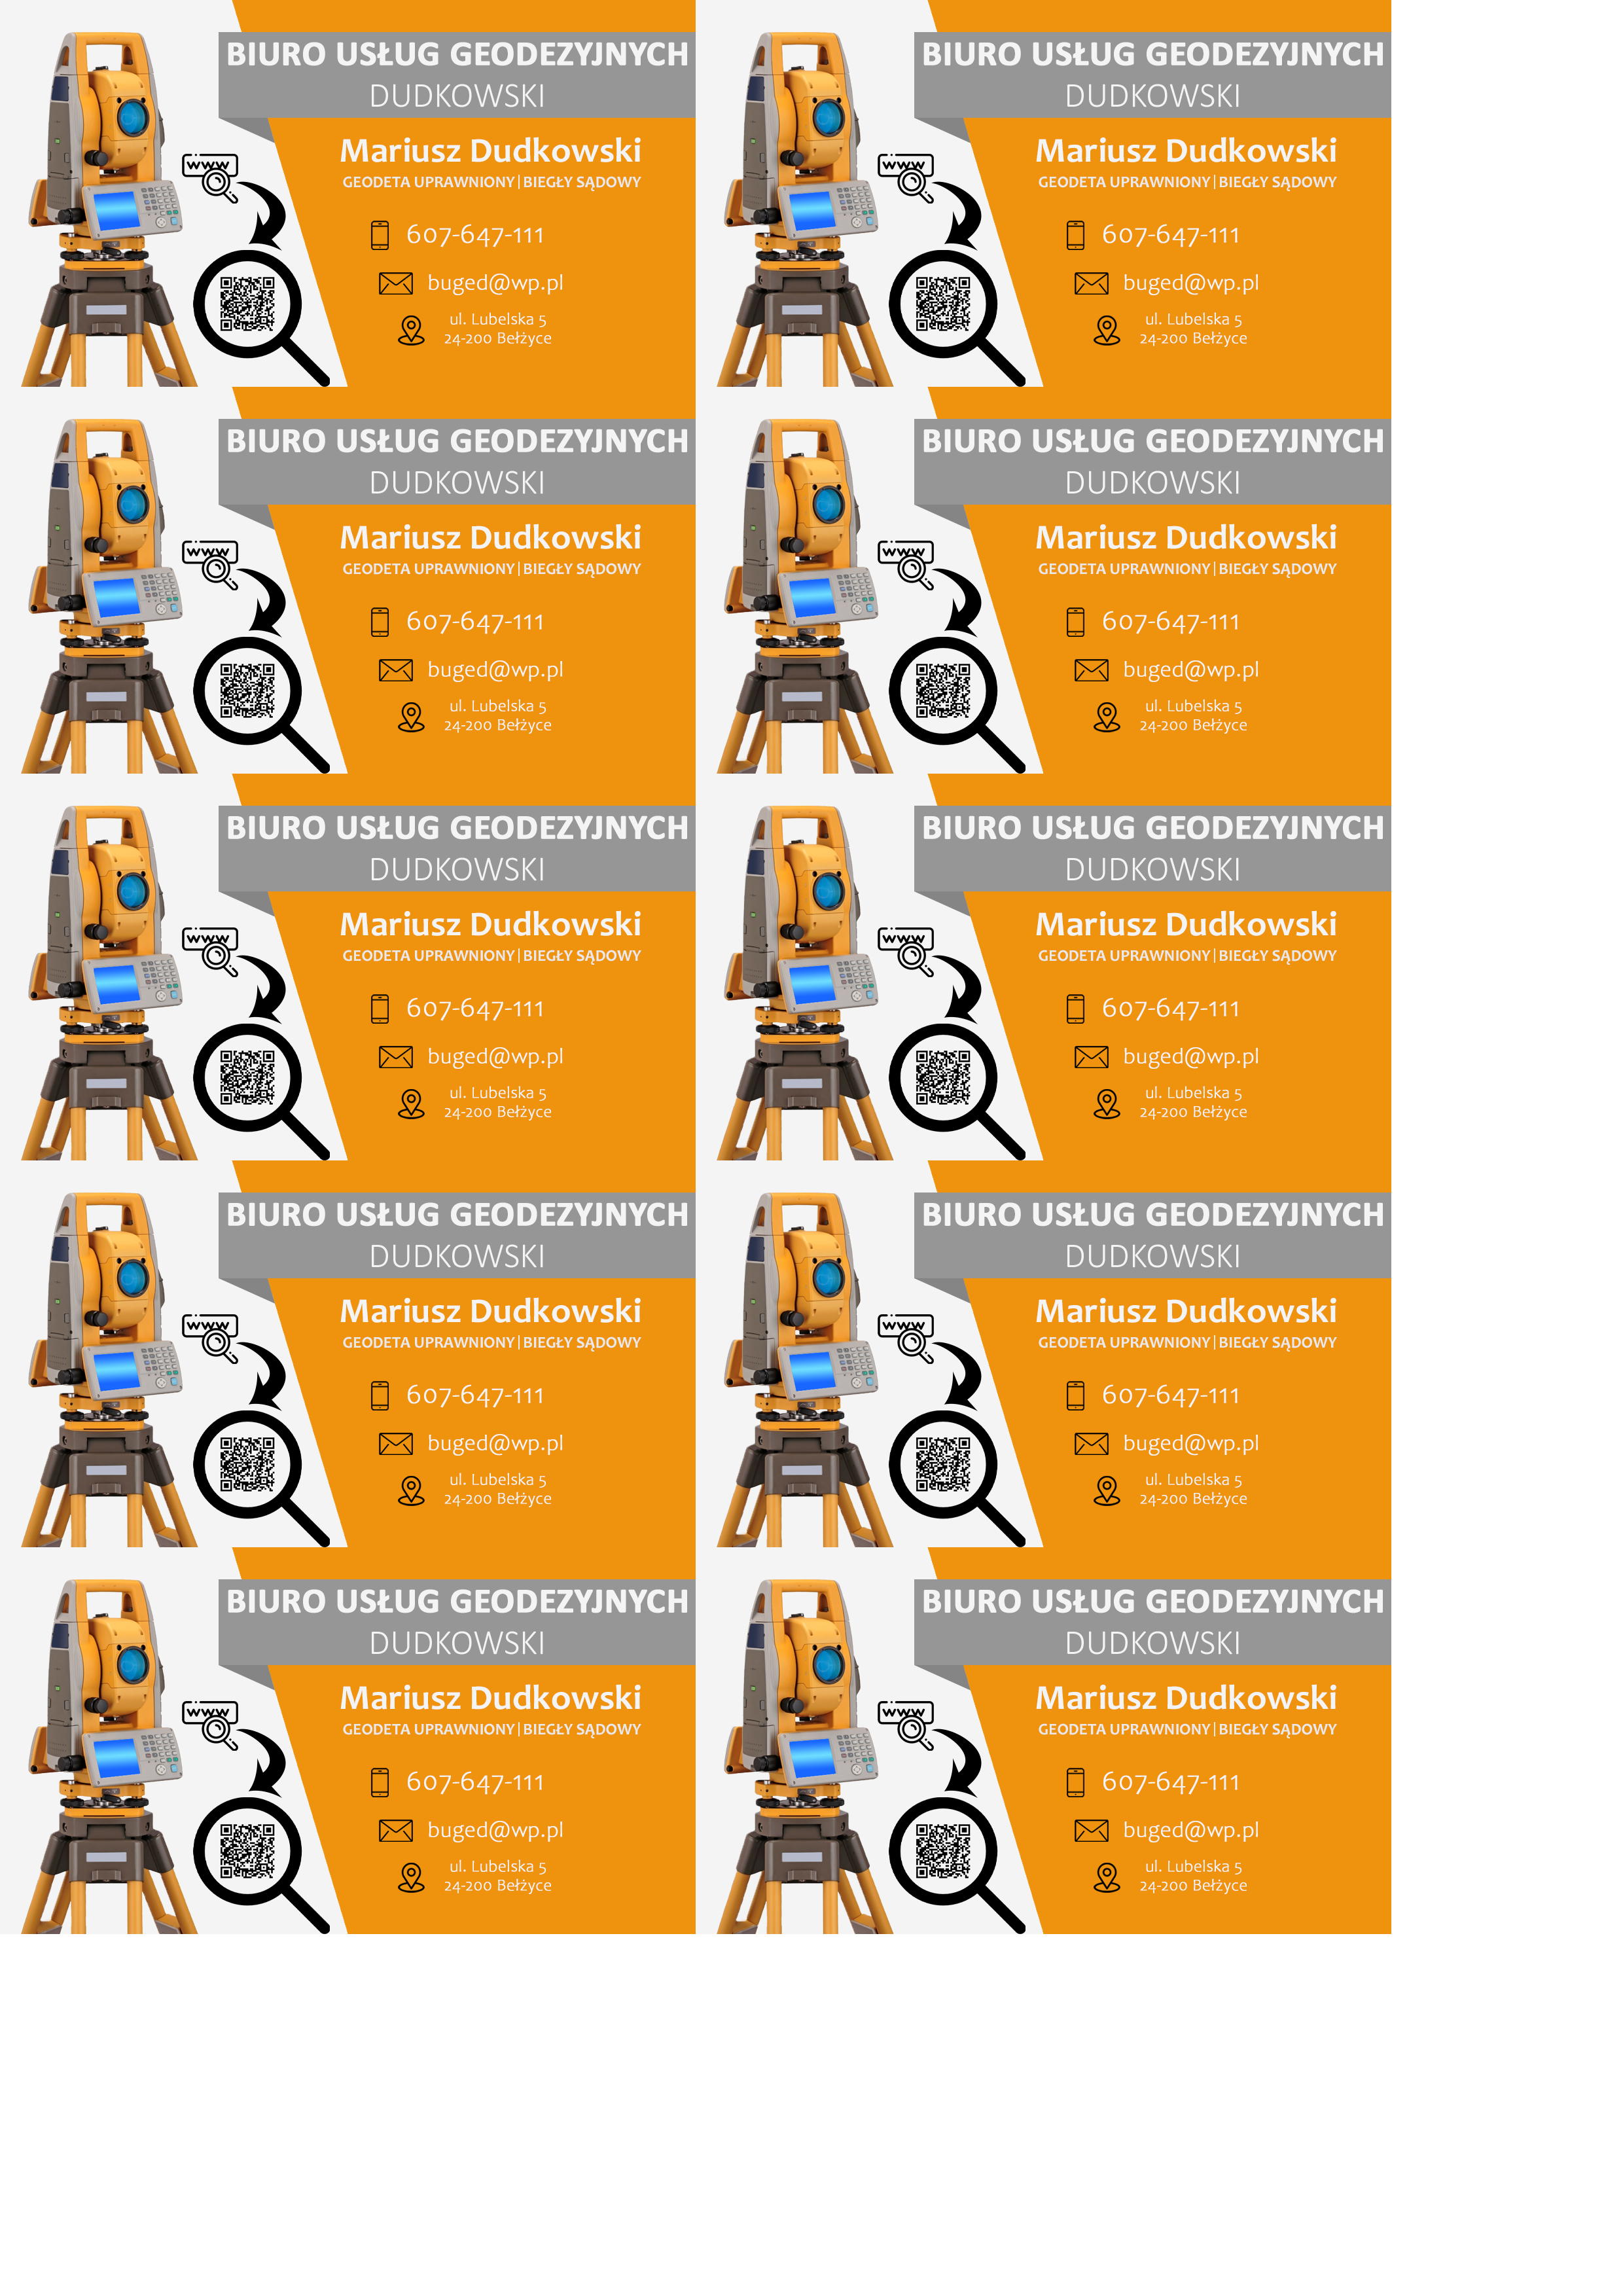 BIURO USŁUG GEODEZYJNYCH
DUDKOWSKI
Mariusz Dudkowski
GEODETA UPRAWNIONY|BIEGŁY SĄDOWY
www
607-647-111
buged@wp.pl
ul. Lubelska 5
24-200 Bełżyce
BIURO USŁUG GEODEZYJNYCH
DUDKOWSKI
Mariusz Dudkowski
GEODETA UPRAWNIONY|BIEGŁY SĄDOWY
www
607-647-111
buged@wp.pl
ul. Lubelska 5
24-200 Bełżyce
BIURO USŁUG GEODEZYJNYCH
DUDKOWSKI
Mariusz Dudkowski
GEODETA UPRAWNIONY|BIEGŁY SĄDOWY
www
607-647-111
buged@wp.pl
ul. Lubelska 5
24-200 Bełżyce
BIURO USŁUG GEODEZYJNYCH
DUDKOWSKI
Mariusz Dudkowski
GEODETA UPRAWNIONY|BIEGŁY SĄDOWY
www
607-647-111
buged@wp.pl
ul. Lubelska 5
24-200 Bełżyce
BIURO USŁUG GEODEZYJNYCH
DUDKOWSKI
Mariusz Dudkowski
GEODETA UPRAWNIONY|BIEGŁY SĄDOWY
www
607-647-111
buged@wp.pl
ul. Lubelska 5
24-200 Bełżyce
BIURO USŁUG GEODEZYJNYCH
DUDKOWSKI
Mariusz Dudkowski
GEODETA UPRAWNIONY|BIEGŁY SĄDOWY
www
607-647-111
buged@wp.pl
ul. Lubelska 5
24-200 Bełżyce
BIURO USŁUG GEODEZYJNYCH
DUDKOWSKI
Mariusz Dudkowski
GEODETA UPRAWNIONY|BIEGŁY SĄDOWY
www
607-647-111
buged@wp.pl
ul. Lubelska 5
24-200 Bełżyce
BIURO USŁUG GEODEZYJNYCH
DUDKOWSKI
Mariusz Dudkowski
GEODETA UPRAWNIONY|BIEGŁY SĄDOWY
www
607-647-111
buged@wp.pl
ul. Lubelska 5
24-200 Bełżyce
BIURO USŁUG GEODEZYJNYCH
DUDKOWSKI
Mariusz Dudkowski
GEODETA UPRAWNIONY|BIEGŁY SĄDOWY
www
607-647-111
buged@wp.pl
ul. Lubelska 5
24-200 Bełżyce
BIURO USŁUG GEODEZYJNYCH
DUDKOWSKI
Mariusz Dudkowski
GEODETA UPRAWNIONY|BIEGŁY SĄDOWY
www
607-647-111
buged@wp.pl
ul. Lubelska 5
24-200 Bełżyce